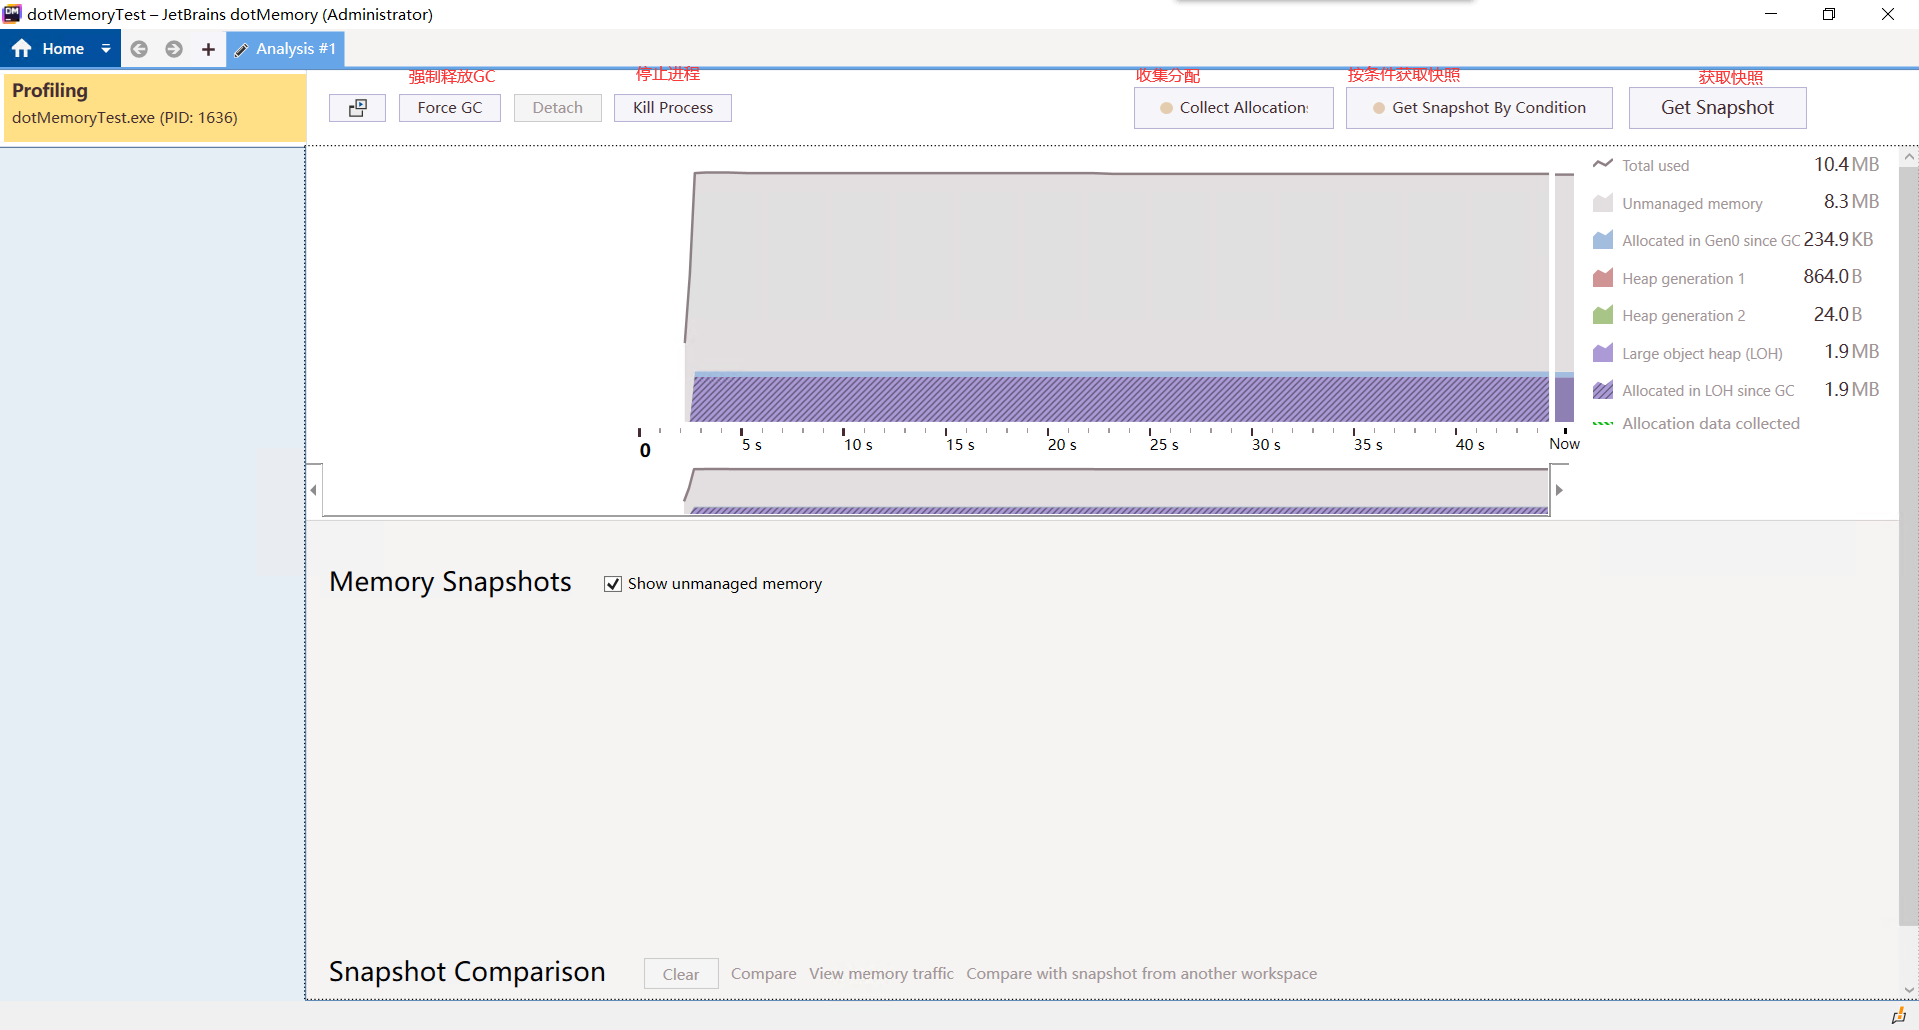 dotMemoryTest – JetBrains dotMemory (Administrator)
Home
Analysis #1
Profiling
dotMemoryTest.exe (PID: 1636)
强制释放GC
停止进程
收集分配
按条件获取快照
获取快照
Force GC
Detach
Kill Process
Collect Allocations
Get Snapshot By Condition
Get Snapshot
Total used 10.4 MB
Unmanaged memory 8.3 MB
Allocated in Gen0 since GC 234.9 KB
Heap generation 1 864.0 B
Heap generation 2 24.0 B
Large object heap (LOH) 1.9 MB
Allocated in LOH since GC 1.9 MB
Allocation data collected
0 5 s 10 s 15 s 20 s 25 s 30 s 35 s 40 s Now
Memory Snapshots
Show unmanaged memory
Snapshot Comparison
Clear
Compare
View memory traffic
Compare with snapshot from another workspace